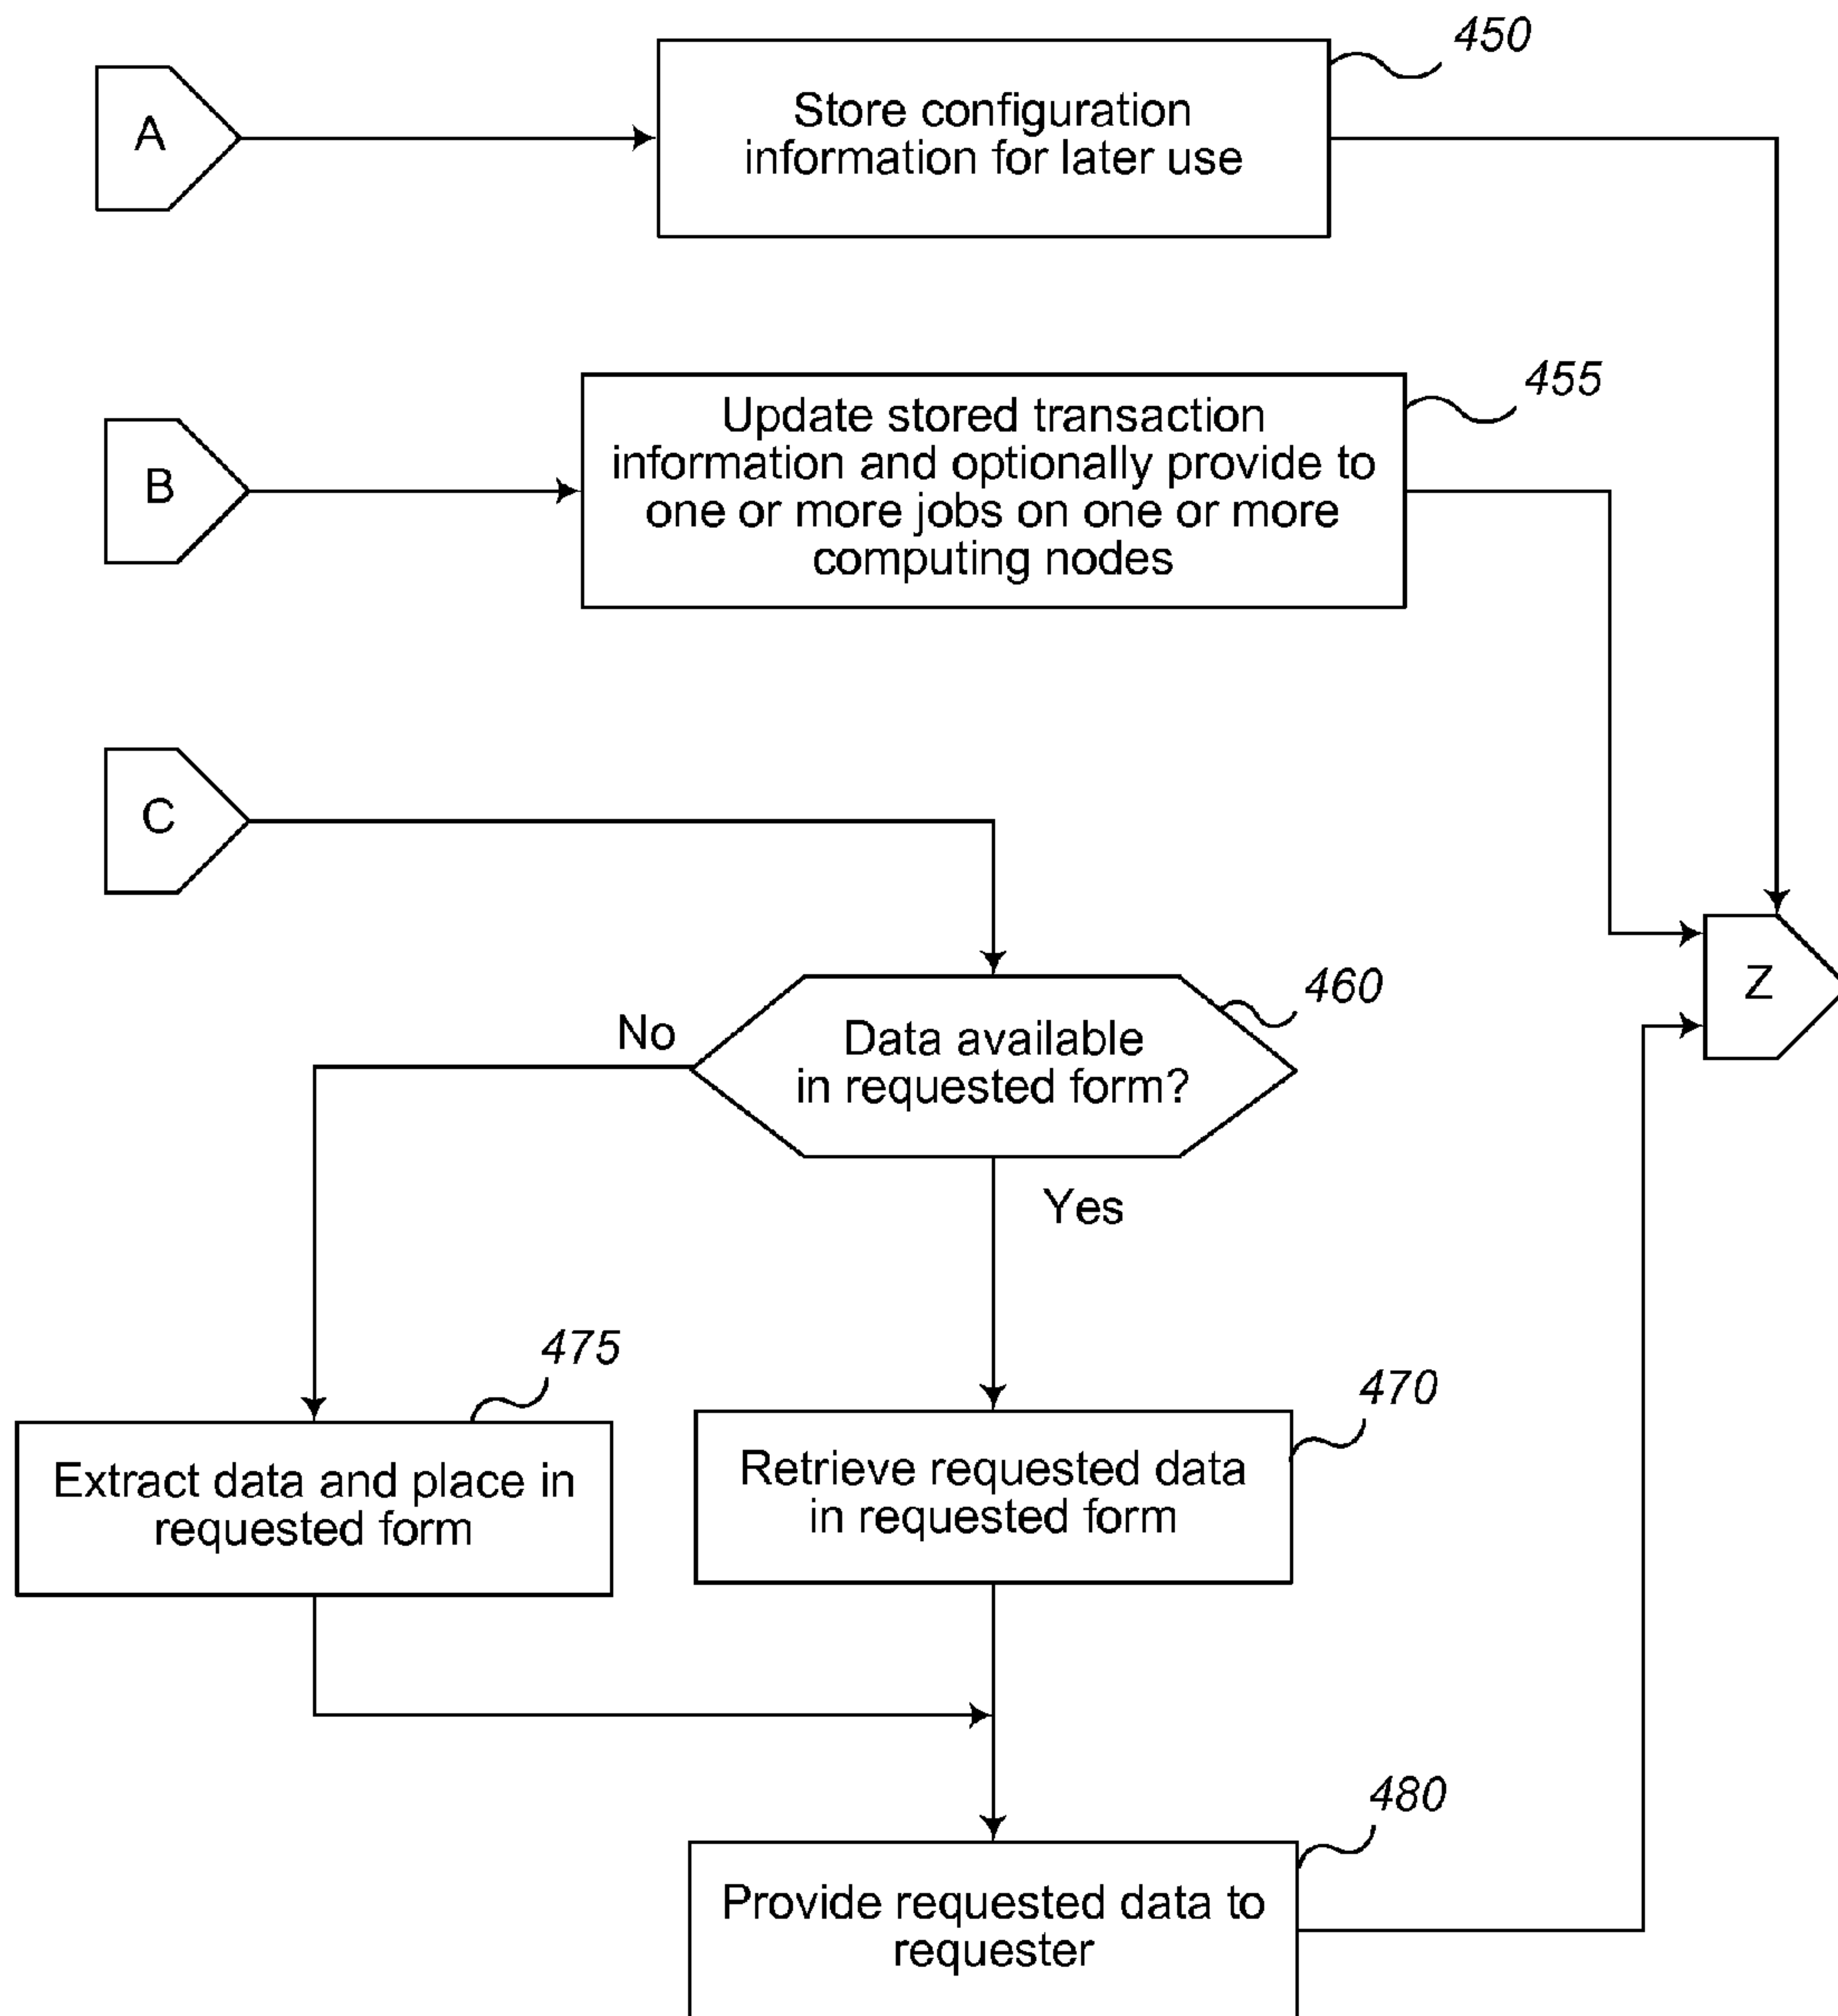 450
A
Store configuration
information for later use
455
B
Update stored transaction
information and optionally provide to
one or more jobs on one or more
computing nodes
C
Z
460
No
Data available
in requested form?
Yes
475
470
Extract data and place in
requested form
Retrieve requested data
in requested form
480
Provide requested data to
requester